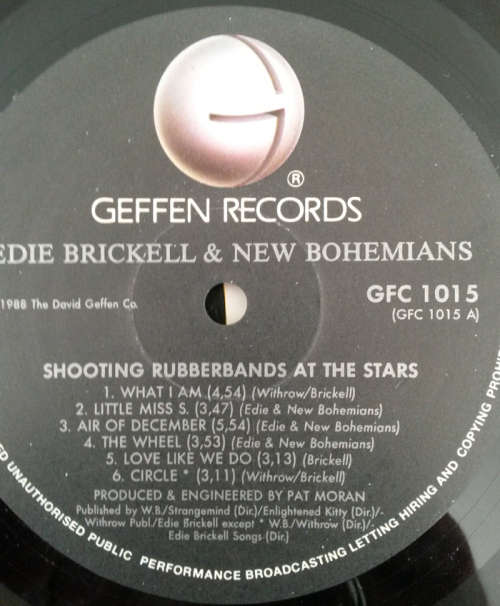 ®
GEFFEN RECORDS
EDIE BRICKELL & NEW BOHEMIANS
1988 The David Geffen Co.
GFC 1015
(GFC 1015 A)
SHOOTING RUBBERBANDS AT THE STARS
1. WHAT I AM (4,54) (Withrow/Brickell)
2. LITTLE MISS S. (3,47) (Edie & New Bohemians)
3. AIR OF DECEMBER (5,54) (Edie & New Bohemians)
4. THE WHEEL (3,53) (Edie & New Bohemians)
5. LOVE LIKE WE DO (3,13) (Brickell)
6. CIRCLE * (3,11) (Withrow/Brickell)
PRODUCED & ENGINEERED BY PAT MORAN
Published by W.B./Strangemind (Dir.)/Enlightened Kitty (Dir.)/-
Withrow Publ./Edie Brickell except * W.B./Withrow (Dir.)/-
Edie Brickell Songs (Dir.)
UNAUTHORISED PUBLIC PERFORMANCE BROADCASTING LETTING HIRING AND COPYING